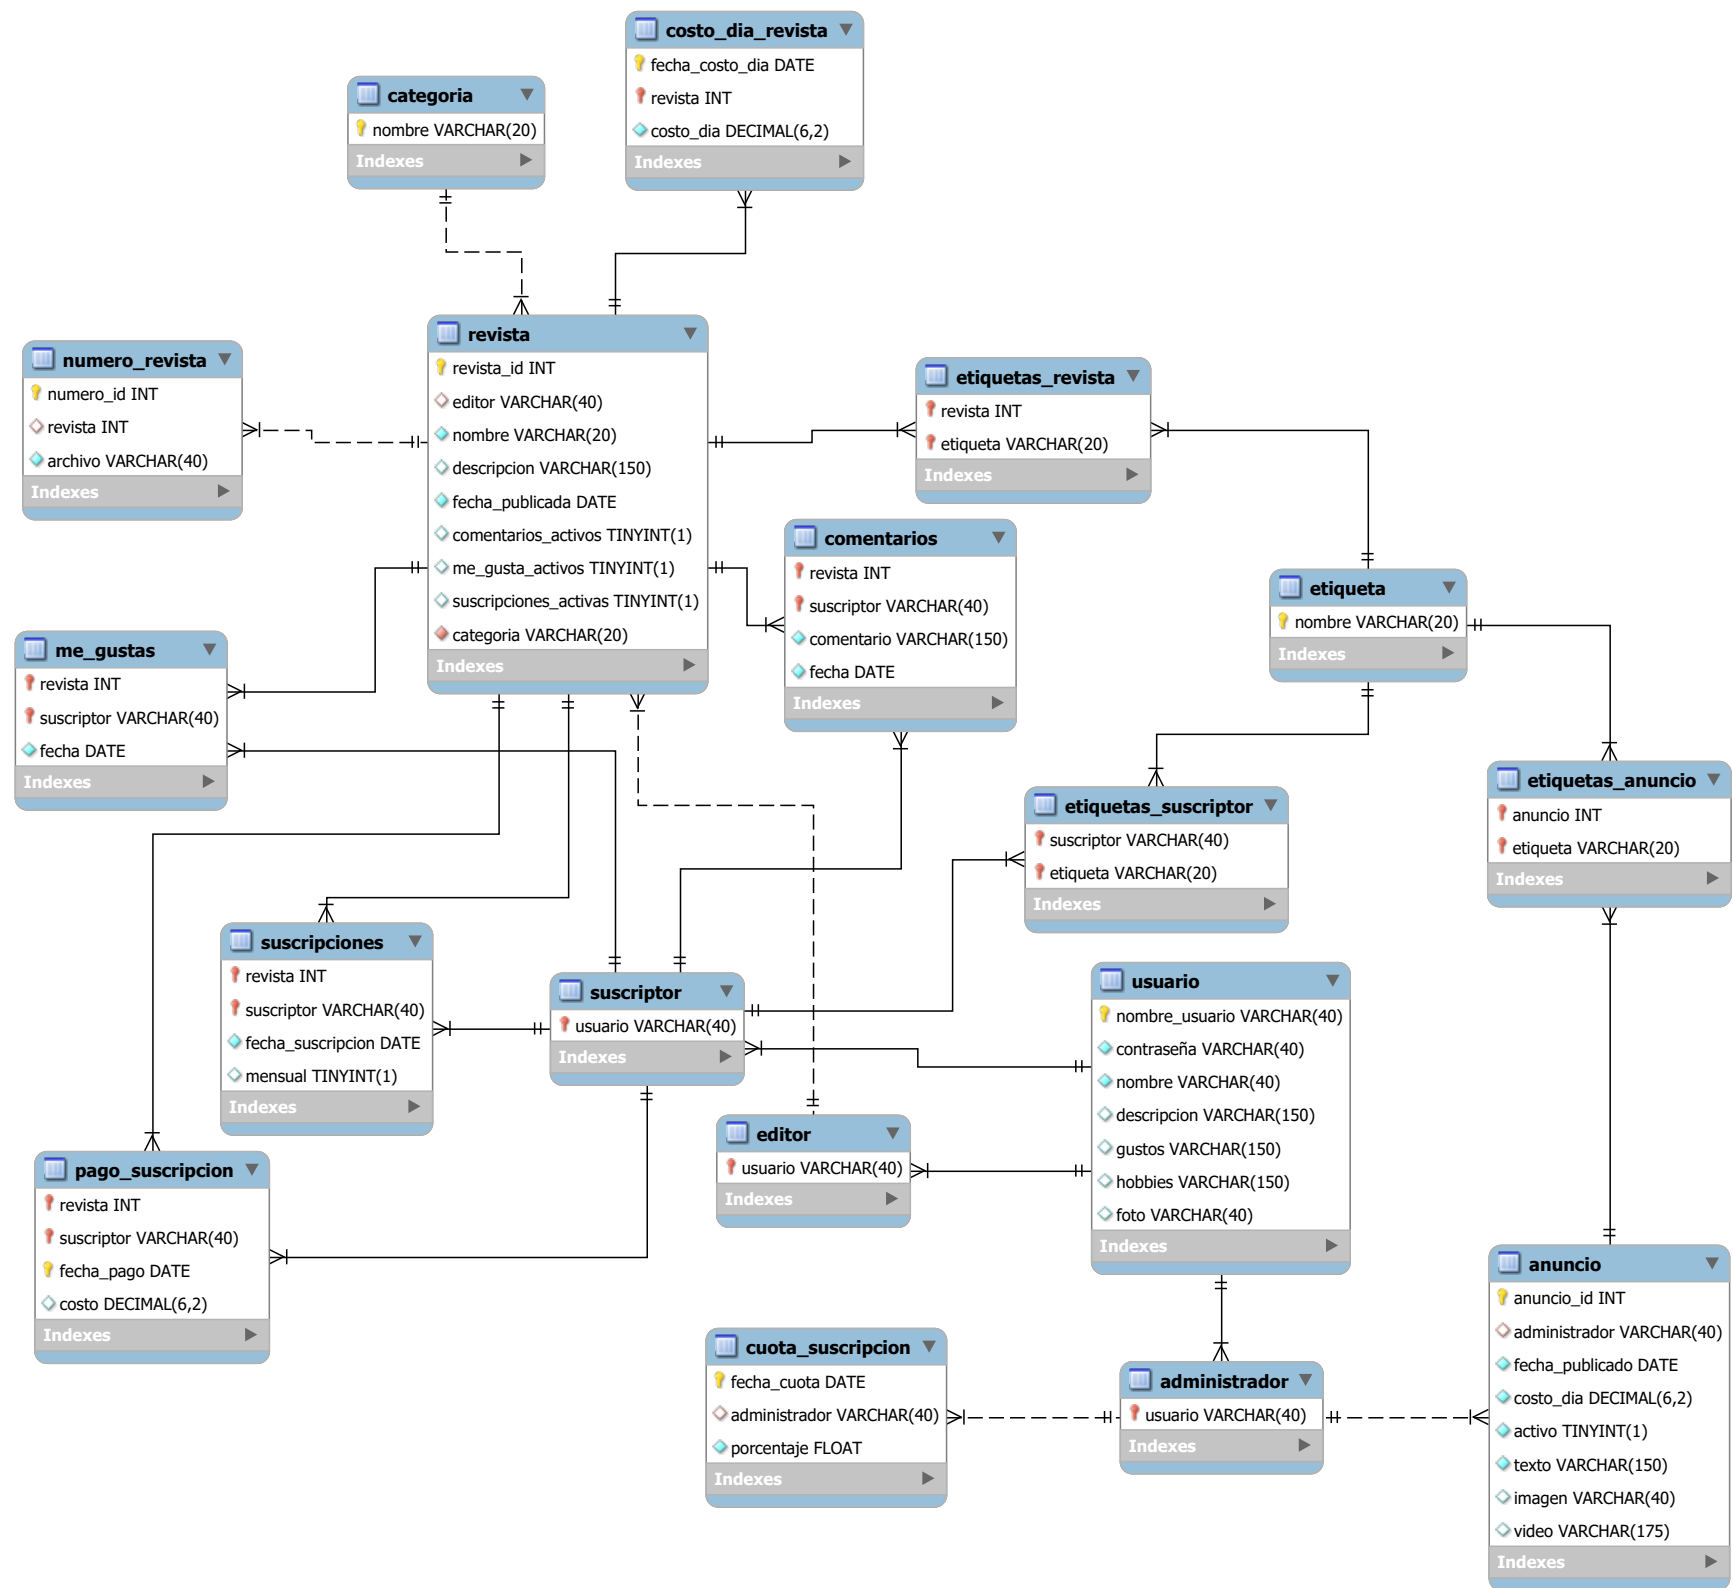 costo_dia_revista
fecha_costo_dia DATE
revista INT
costo_dia DECIMAL(6,2)
Indexes
categoria
nombre VARCHAR(20)
Indexes
revista
revista_id INT
editor VARCHAR(40)
nombre VARCHAR(20)
descripcion VARCHAR(150)
fecha_publicada DATE
comentarios_activos TINYINT(1)
me_gusta_activos TINYINT(1)
suscripciones_activas TINYINT(1)
categoria VARCHAR(20)
Indexes
numero_revista
numero_id INT
revista INT
archivo VARCHAR(40)
Indexes
etiquetas_revista
revista INT
etiqueta VARCHAR(20)
Indexes
comentarios
revista INT
suscriptor VARCHAR(40)
comentario VARCHAR(150)
fecha DATE
Indexes
etiqueta
nombre VARCHAR(20)
Indexes
me_gustas
revista INT
suscriptor VARCHAR(40)
fecha DATE
Indexes
etiquetas_suscriptor
suscriptor VARCHAR(40)
etiqueta VARCHAR(20)
Indexes
etiquetas_anuncio
anuncio INT
etiqueta VARCHAR(20)
Indexes
suscripciones
revista INT
suscriptor VARCHAR(40)
fecha_suscripcion DATE
mensual TINYINT(1)
Indexes
suscriptor
usuario VARCHAR(40)
Indexes
usuario
nombre_usuario VARCHAR(40)
contraseña VARCHAR(40)
nombre VARCHAR(40)
descripcion VARCHAR(150)
gustos VARCHAR(150)
hobbies VARCHAR(150)
foto VARCHAR(40)
Indexes
editor
usuario VARCHAR(40)
Indexes
pago_suscripcion
revista INT
suscriptor VARCHAR(40)
fecha_pago DATE
costo DECIMAL(6,2)
Indexes
cuota_suscripcion
fecha_cuota DATE
administrador VARCHAR(40)
porcentaje FLOAT
Indexes
administrador
usuario VARCHAR(40)
Indexes
anuncio
anuncio_id INT
administrador VARCHAR(40)
fecha_publicado DATE
costo_dia DECIMAL(6,2)
activo TINYINT(1)
texto VARCHAR(150)
imagen VARCHAR(40)
video VARCHAR(175)
Indexes